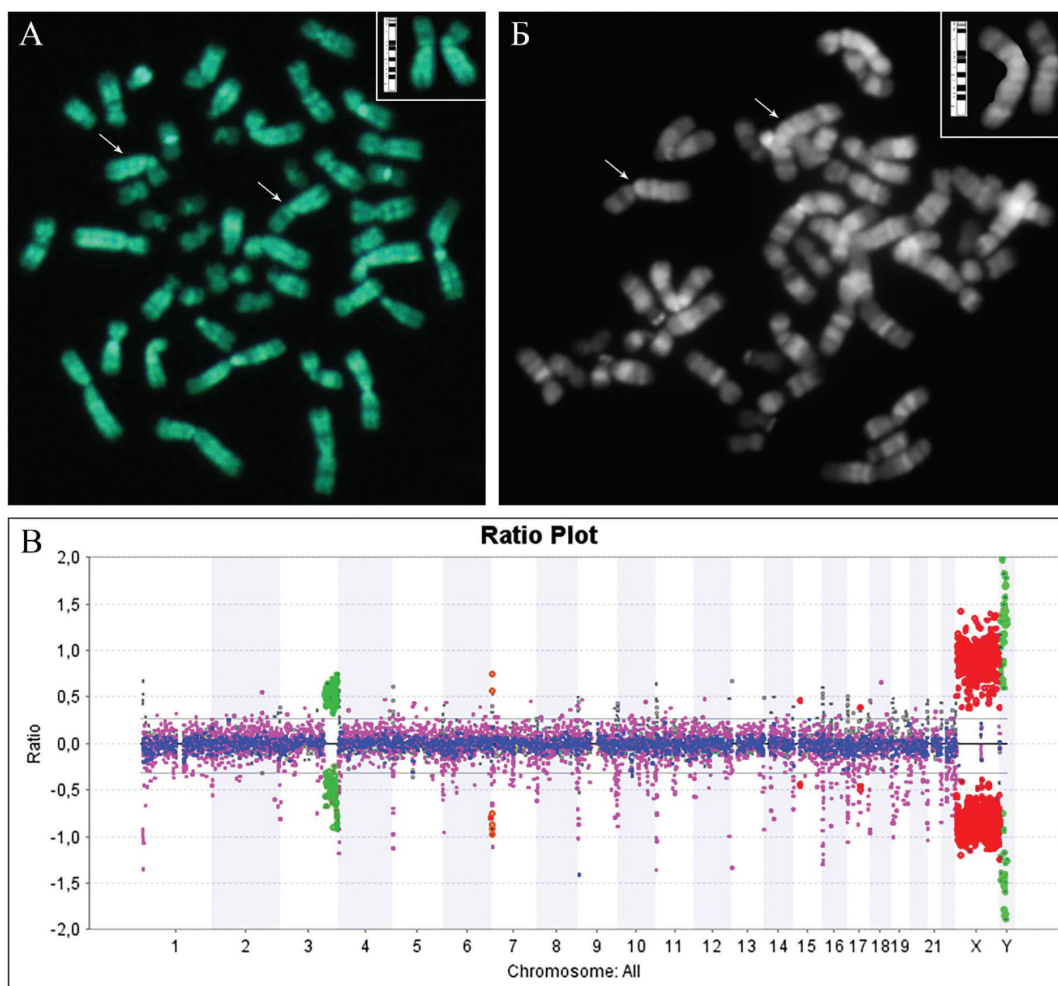 А
Б
В
Ratio Plot
2,0
1,5
1,0
0,5
0,0
-0,5
-1,0
-1,5
-2,0
Ratio
1 2 3 4 5 6 7 8 9 10 11 12 13 14 15 16 17 18 19 21 X Y
Chromosome: All